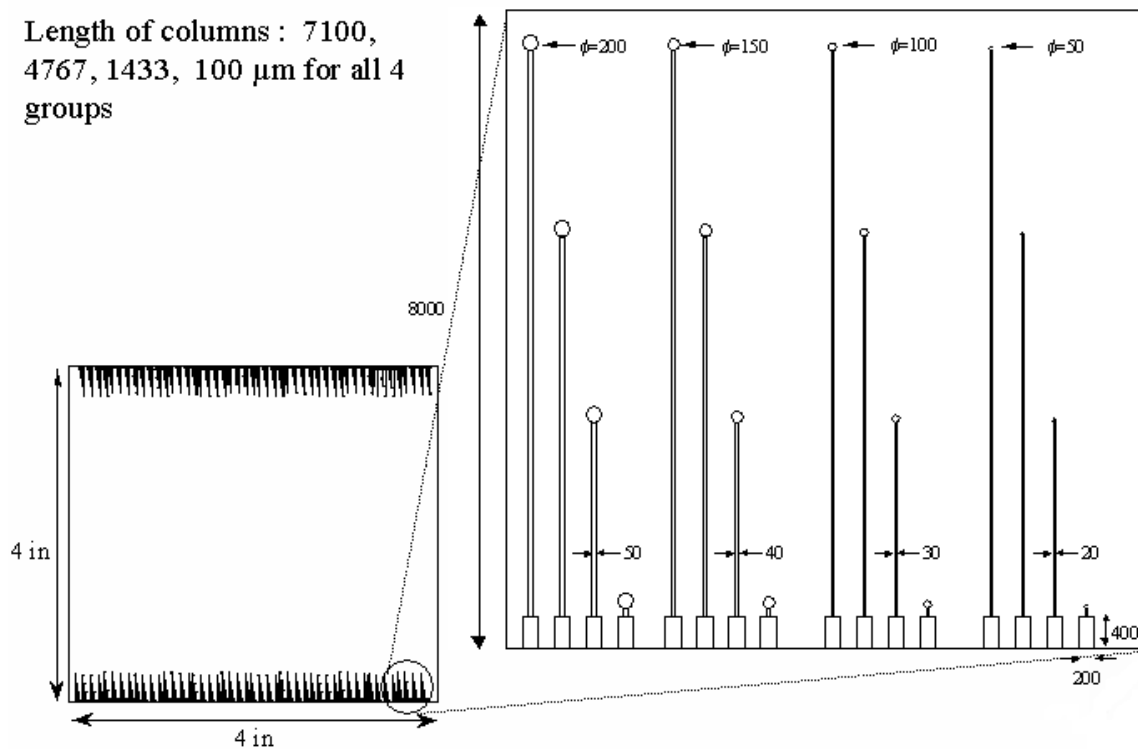 Length of columns : 7100,
4767, 1433, 100 µm for all 4
groups
ϕ=200
ϕ=150
ϕ=100
ϕ=50
8000
50
40
30
20
400
200
4 in
4 in